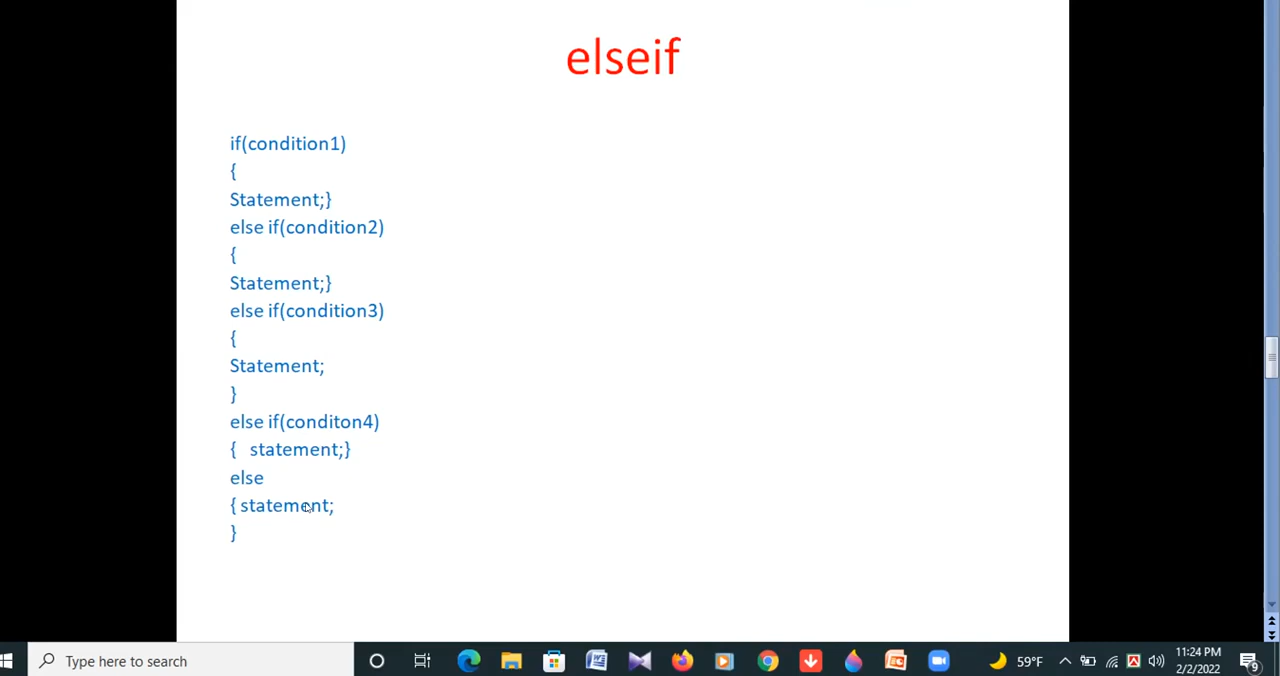 elseif
if(condition1)
{
Statement;}
else if(condition2)
{
Statement;}
else if(condition3)
{
Statement;
}
else if(conditon4)
{ statement;}
else
{ statement;
}
Type here to search
59°F
11:24 PM
2/2/2022
9